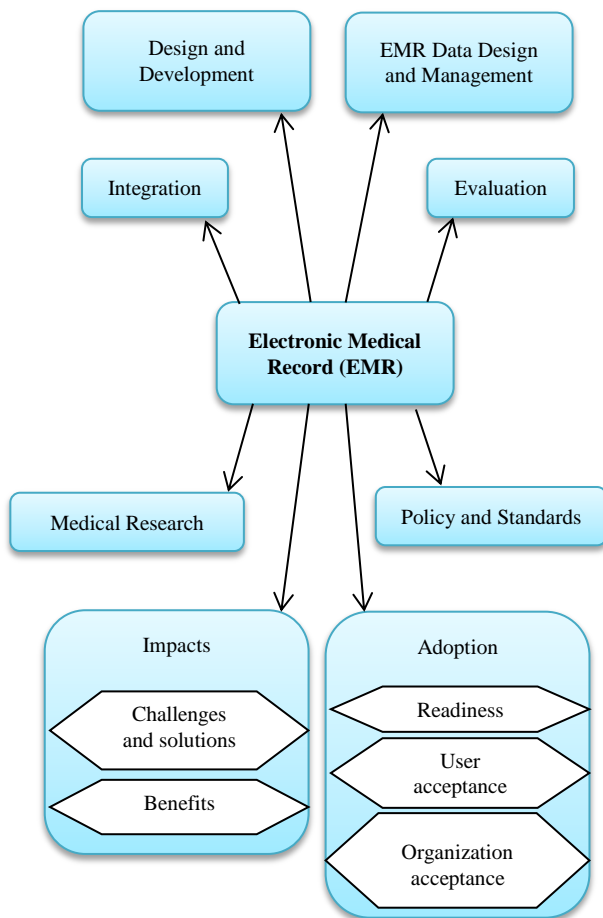 Design and
Development
EMR Data Design
and Management
Integration
Evaluation
Electronic Medical
Record (EMR)
Medical Research
Policy and Standards
Impacts
Challenges
and solutions
Benefits
Adoption
Readiness
User
acceptance
Organization
acceptance